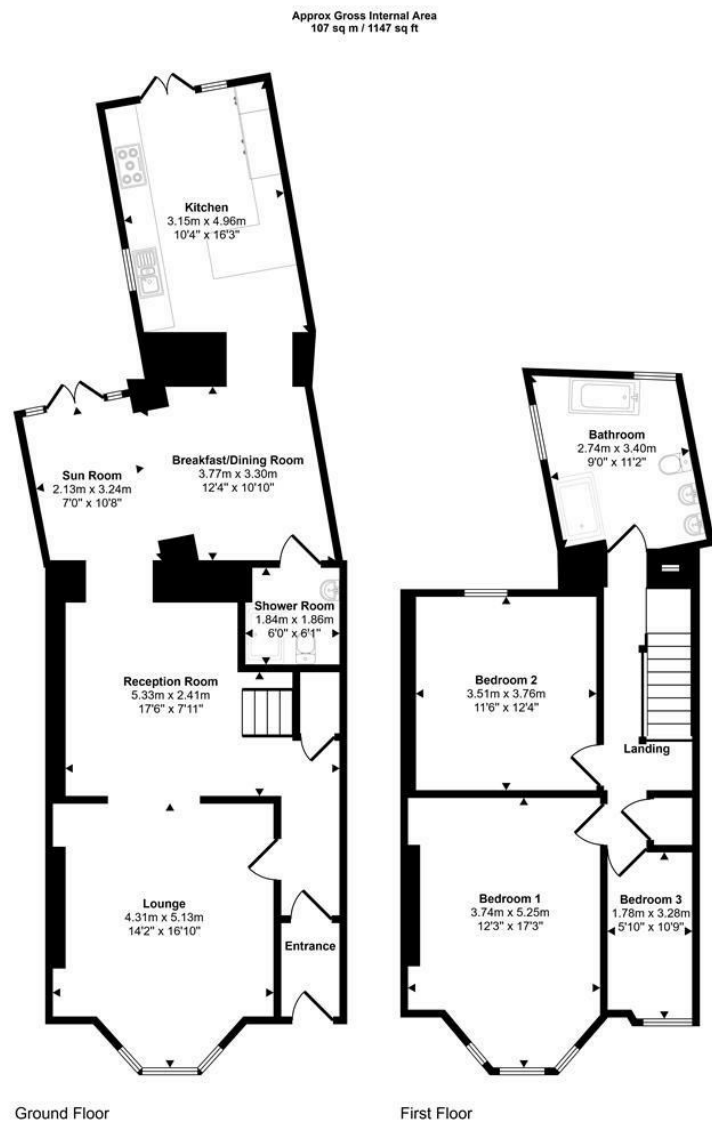 Approx Gross Internal Area
107 sq m / 1147 sq ft
Kitchen
3.15m x 4.96m
10'4" x 16'3"
Sun Room
2.13m x 3.24m
7'0" x 10'8"
Breakfast/Dining Room
3.77m x 3.30m
12'4" x 10'10"
Shower Room
1.84m x 1.86m
6'0" x 6'1"
Reception Room
5.33m x 2.41m
17'6" x 7'11"
Lounge
4.31m x 5.13m
14'2" x 16'10"
Entrance
Ground Floor
Bathroom
2.74m x 3.40m
9'0" x 11'2"
Bedroom 2
3.51m x 3.76m
11'6" x 12'4"
Landing
Bedroom 1
3.74m x 5.25m
12'3" x 17'3"
Bedroom 3
1.78m x 3.28m
5'10" x 10'9"
First Floor